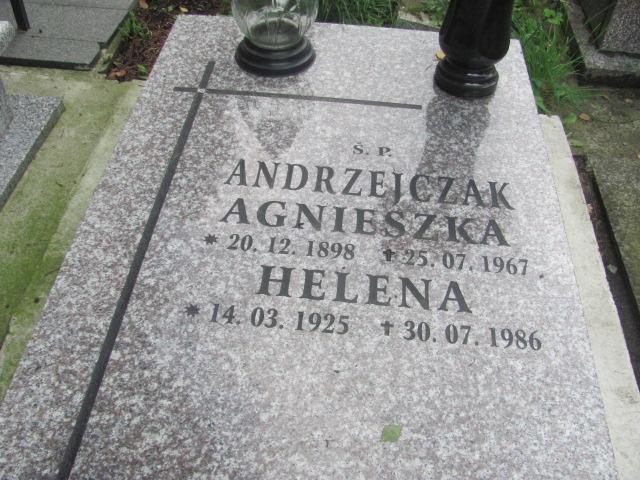 Ś. P.
ANDRZEJCZAK
AGNIESZKA
* 20. 12. 1898 ✝ 25. 07. 1967
HELENA
* 14. 03. 1925 ✝ 30. 07. 1986